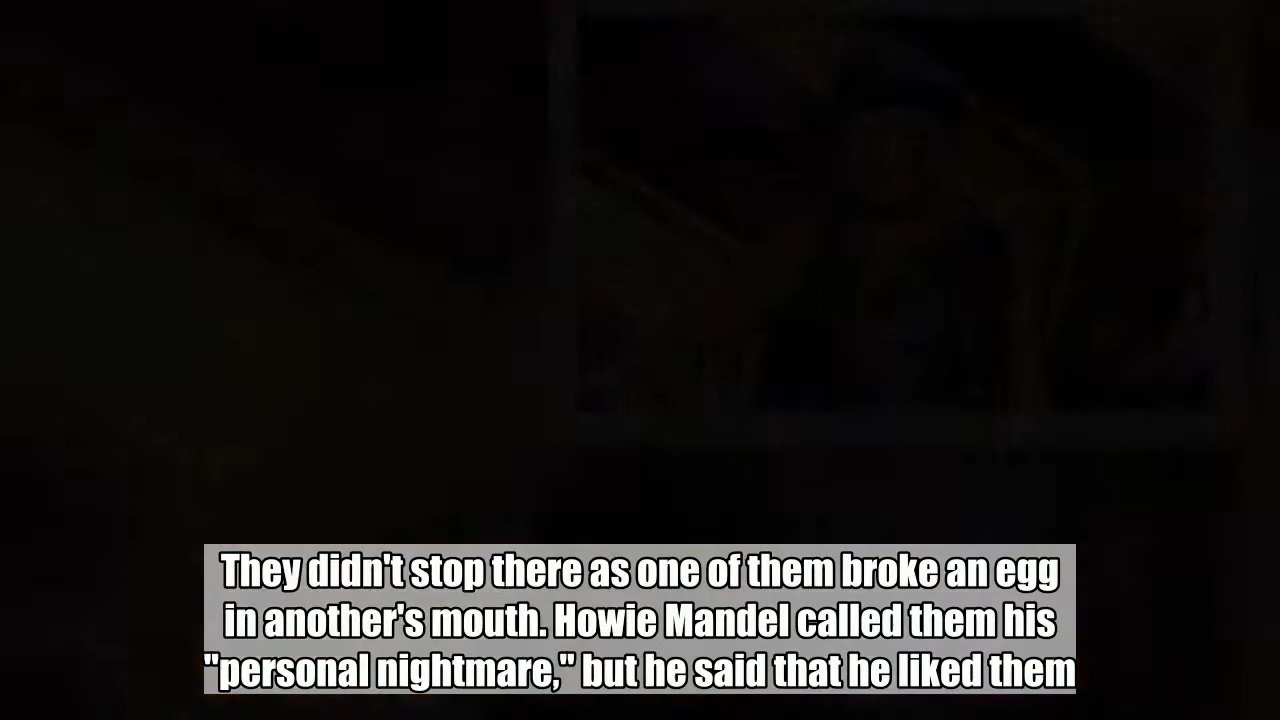 They didn't stop there as one of them broke an egg
in another's mouth. Howie Mandel called them his
"personal nightmare," but he said that he liked them